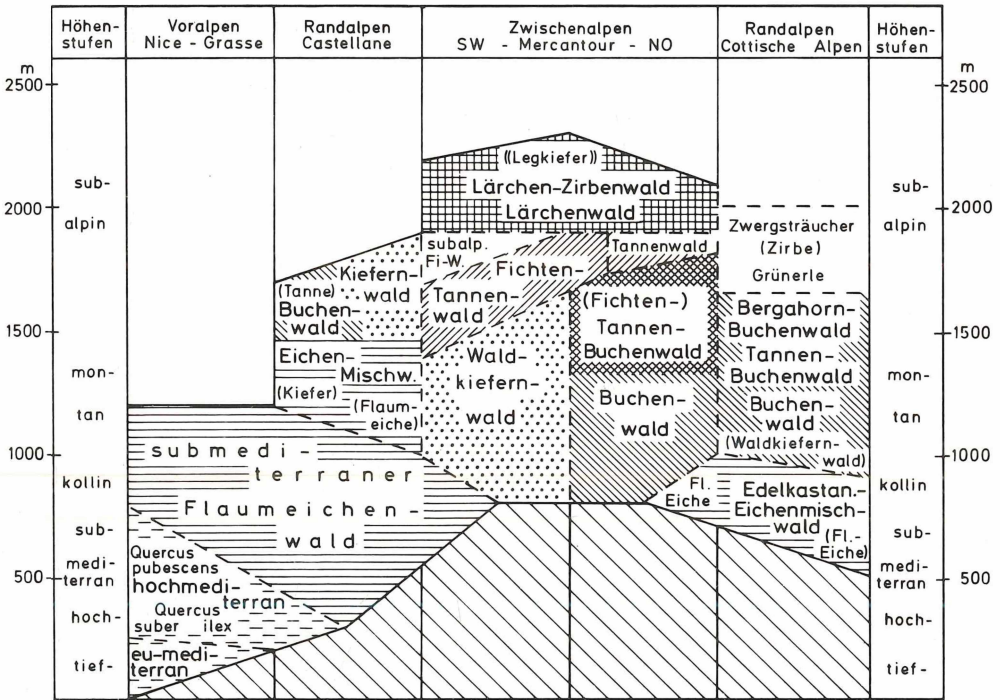 Höhen-
stufen
Voralpen
Nice - Grasse
Randalpen
Castellane
Zwischenalpen
SW - Mercantour - NO
Randalpen
Cottische Alpen
Höhen-
stufen
m
2500
2000
1500
1000
500
sub-
alpin
mon-
tan
kollin
sub-
medi-
terran
hoch-
tief-
submedi-
terraner
Flaumeichen-
wald
Quercus
pubescens
hochmedi-
terran
Quercus
suber ilex
eu-medi-
terran
Kiefern-
(Tanne)
wald
Buchen-
wald
Eichen-
Mischw.
(Kiefer)
(Flaum-
eiche)
((Legkiefer))
Lärchen-Zirbenwald
Lärchenwald
subalp.
Fi-W.
Fichten-
Tannen-
wald
Tannenwald
Wald-
kiefern-
wald
(Fichten-)
Tannen-
Buchenwald
Buchen-
wald
Fl.
Eiche
Zwergsträucher
(Zirbe)
Grünerle
Bergahorn-
Buchenwald
Tannen-
Buchenwald
Buchen-
wald
(Waldkiefern-
wald)
Edelkastan.-
Eichenmisch-
wald
(Fl.-
Eiche)
m
2500
2000
1500
1000
500
sub-
alpin
mon-
tan
kollin
sub-
medi-
terran
hoch-
tief-